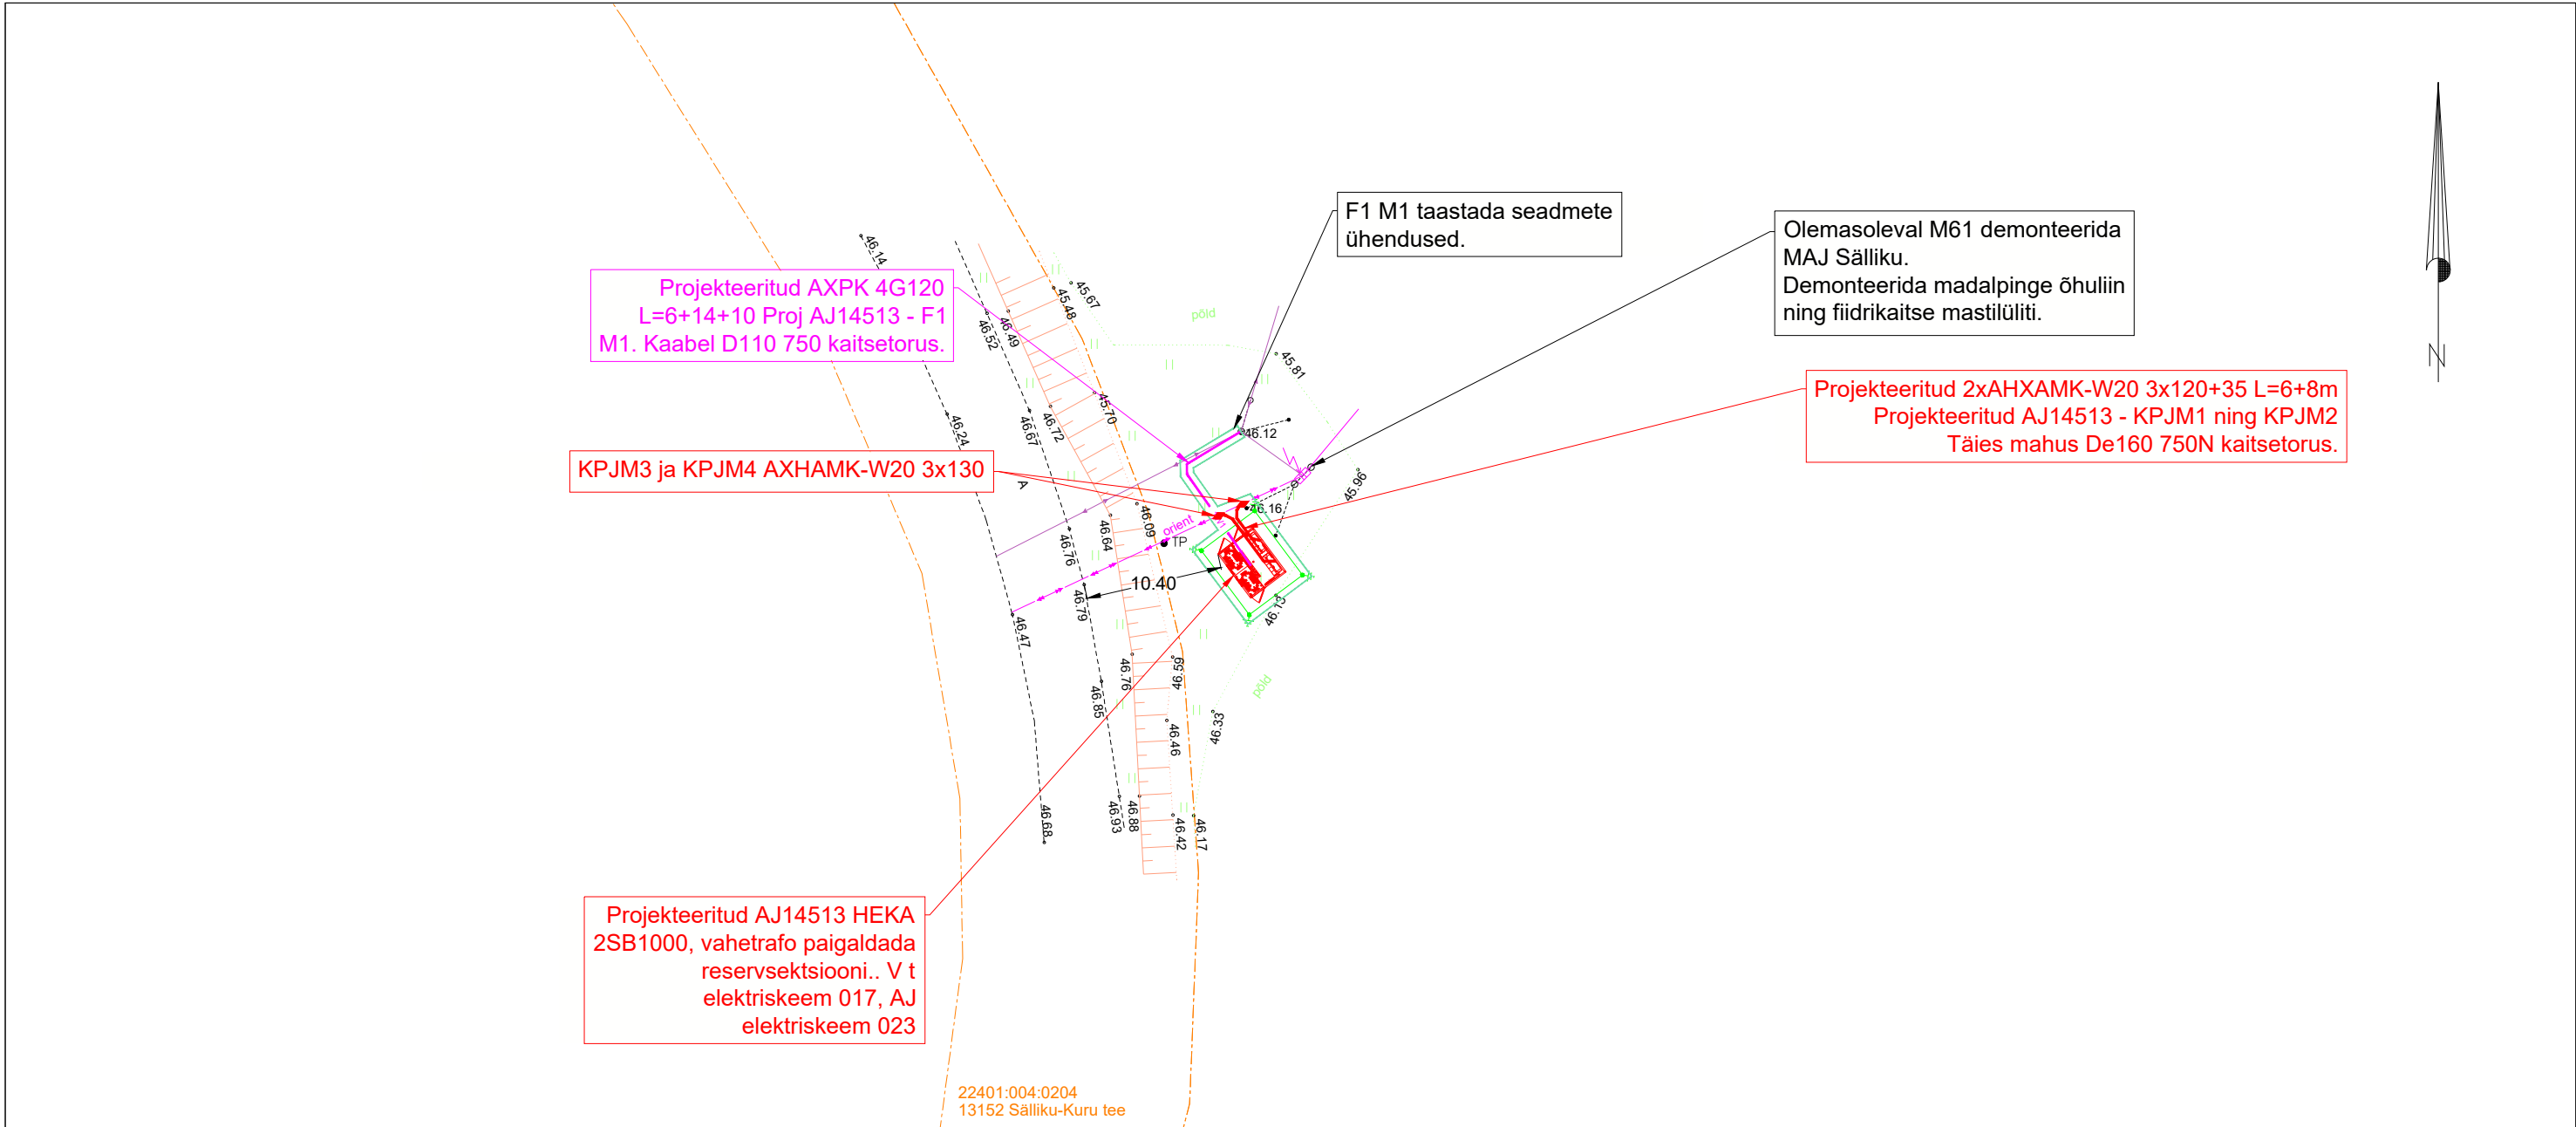 F1 M1 taastada seadmete
ühendused.
Olemasoleval M61 demonteerida
MAJ Sälliku.
Demonteerida madalpinge õhuliin
ning fiidrikaitse mastilüliti.
Projekteeritud AXPK 4G120
L=6+14+10 Proj AJ14513 - F1
M1. Kaabel D110 750 kaitsetorus.
Projekteeritud 2xAHXAMK-W20 3x120+35 L=6+8m
Projekteeritud AJ14513 - KPJM1 ning KPJM2
Täies mahus De160 750N kaitsetorus.
KPJM3 ja KPJM4 AXHAMK-W20 3x130
Projekteeritud AJ14513 HEKA
2SB1000, vahetrafo paigaldada
reservsektsiooni.. V t
elektriskeem 017, AJ
elektriskeem 023
46.14
46.52
46.49
45.48
45.67
põld
45.81
46.24
46.67
46.72
45.70
46.12
A
46.16
45.96
46.76
46.64
46.09
orient
TP
10.40
46.79
46.47
46.13
46.76
46.59
põld
46.85
46.46
46.33
46.68
46.93
46.88
46.42
46.17
N
22401:004:0204
13152 Sälliku-Kuru tee